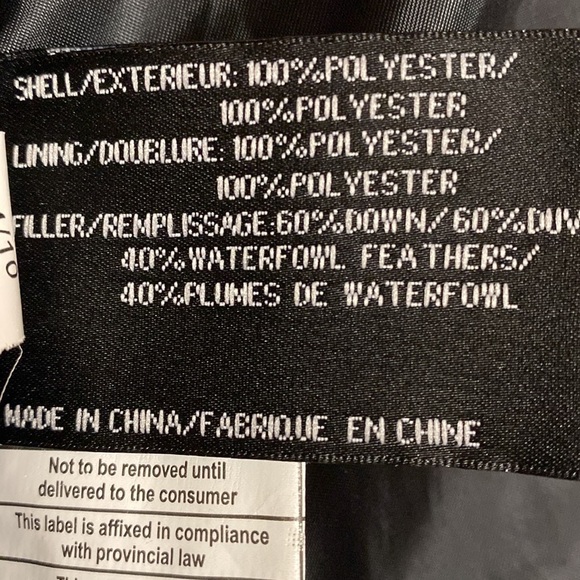 SHELL/EXTERIEUR: 100%POLYESTER/
100%POLYESTER
LINING/DOUBLURE: 100%POLYESTER/
100%POLYESTER
FILLER/REMPLISSAGE:60%DOWN/60%DUV
40%WATERFOWL FEATHERS/
40%PLUMES DE WATERFOWL
MADE IN CHINA/FABRIQUE EN CHINE
Not to be removed until
delivered to the consumer
This label is affixed in compliance
with provincial law